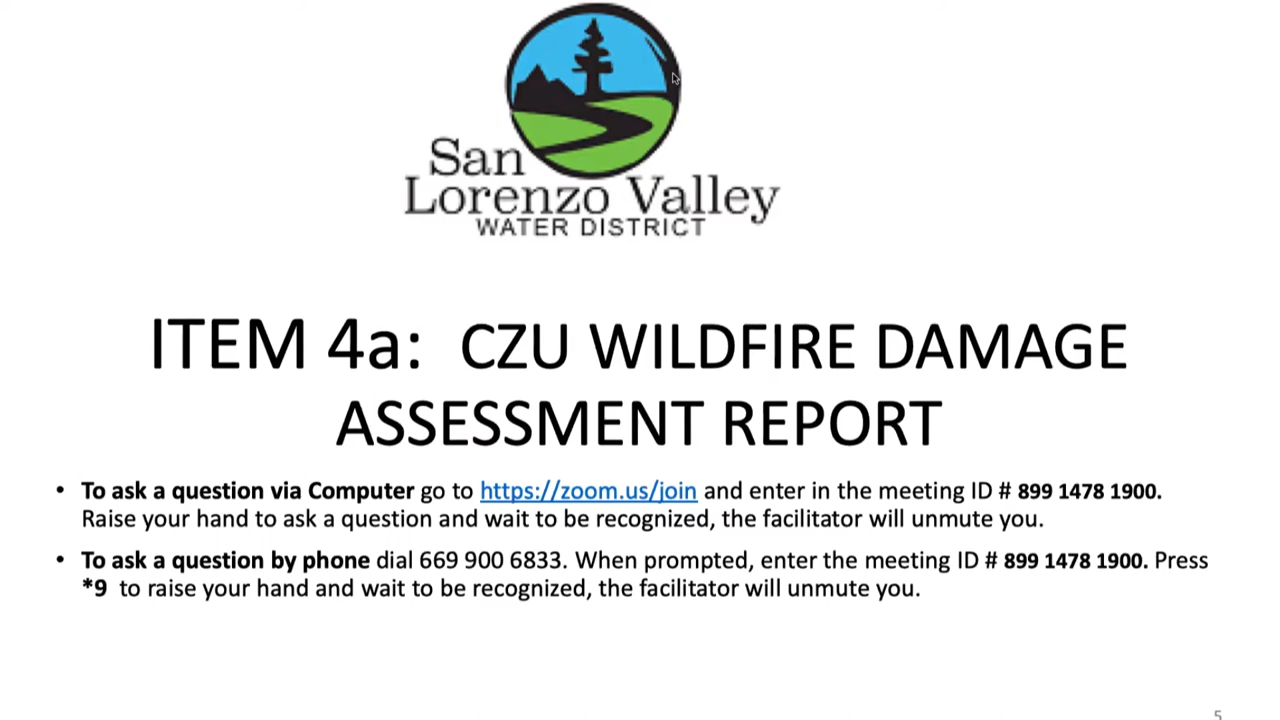 San
Lorenzo Valley
WATER DISTRICT
ITEM 4a: CZU WILDFIRE DAMAGE
ASSESSMENT REPORT
• To ask a question via Computer go to https://zoom.us/join and enter in the meeting ID # 899 1478 1900.
Raise your hand to ask a question and wait to be recognized, the facilitator will unmute you.
• To ask a question by phone dial 669 900 6833. When prompted, enter the meeting ID # 899 1478 1900. Press
*9 to raise your hand and wait to be recognized, the facilitator will unmute you.
5